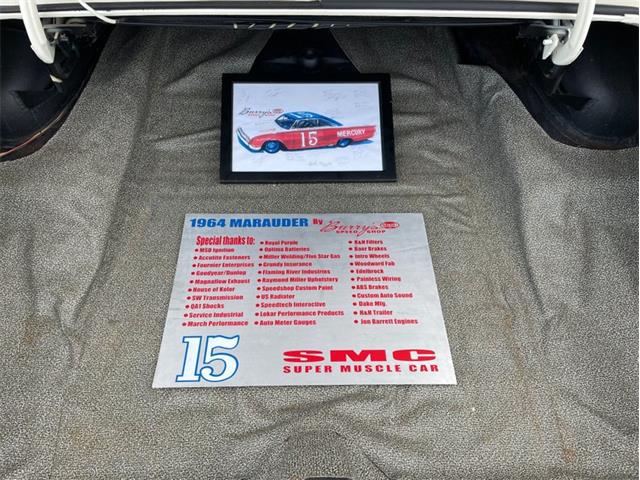 Barry's
15
MERCURY
1964 MARAUDER By Barry's
SPEED SHOP
Special thanks to:
MSD Ignition
Accutite Fasteners
Fournier Enterprises
Goodyear/Dunlop
Magnaflow Exhaust
House of Kolor
SW Transmission
QA1 Shocks
Service Industrial
March Performance
Royal Purple
Optima Batteries
Miller Welding/Five Star Gas
Grundy Insurance
Flaming River Industries
Raymond Miller Upholstery
Speedshop Custom Paint
US Radiator
Speedtech Interactive
Lokar Performance Products
Auto Meter Gauges
K&N Filters
Baer Brakes
Intro Wheels
Woodward Fab
Edelbrock
Painless Wiring
ABS Brakes
Custom Auto Sound
Dake Mfg.
H&H Trailer
Jon Barrett Engines
15
SMC
SUPER MUSCLE CAR